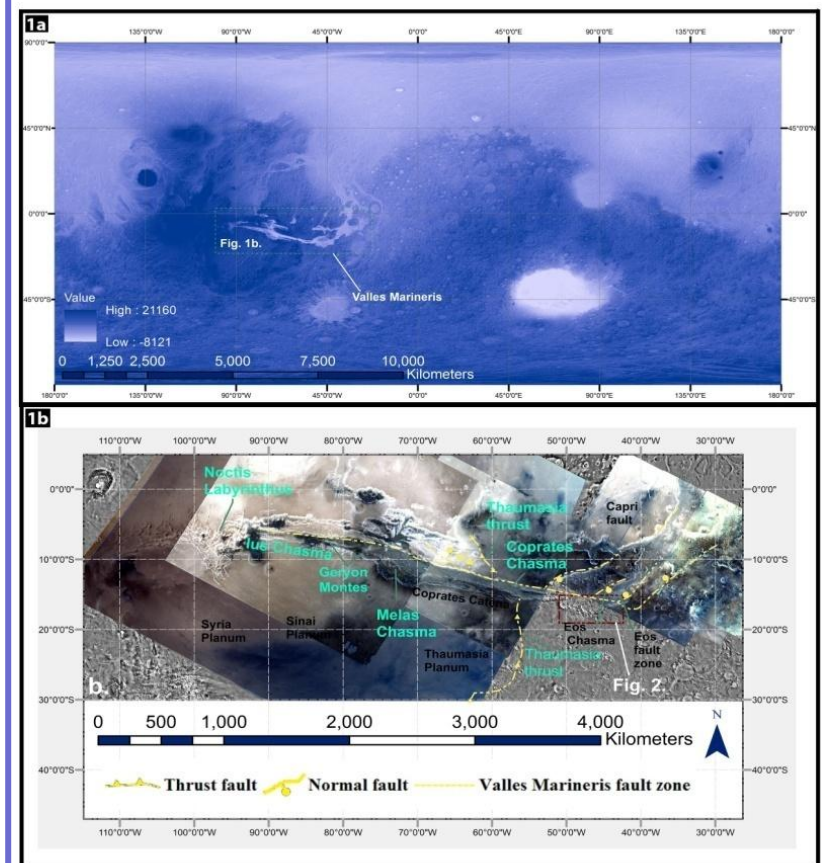 1a
135°0'0"W 90°0'0"W 45°0'0"W 0°0'0" 45°0'0"E 90°0'0"E 135°0'0"E 180°0'0"
90°0'0"N
45°0'0"N 45°0'0"N
0°0'0" 0°0'0"
Fig. 1b.
Valles Marineris
45°0'0"S 45°0'0"S
Value
High : 21160
Low : -8121
0 1,250 2,500 5,000 7,500 10,000
Kilometers
180°0'0" 135°0'0"W 90°0'0"W 45°0'0"W 0°0'0" 45°0'0"E 90°0'0"E 135°0'0"E 180°0'0"
1b
110°0'0"W 100°0'0"W 90°0'0"W 80°0'0"W 70°0'0"W 60°0'0"W 50°0'0"W 40°0'0"W 30°0'0"W
0°0'0" 0°0'0"
Noctis
Labyrinthus
Thaumasia
thrust
Capri
fault
Ius Chasma
Coprates
Chasma
10°0'0"S 10°0'0"S
Geryon
Montes
Coprates Catena
Melas
Chasma
Syria
Planum
Sinai
Planum
20°0'0"S 20°0'0"S
Eos
Chasma
Eos
fault
zone
Thaumasia
Planum
Thaumasia
thrust
b.
Fig. 2.
30°0'0"S 30°0'0"S
0 500 1,000 2,000 3,000 4,000
Kilometers
N
40°0'0"S 40°0'0"S
Thrust fault Normal fault Valles Marineris fault zone
110°0'0"W 100°0'0"W 90°0'0"W 80°0'0"W 70°0'0"W 60°0'0"W 50°0'0"W 40°0'0"W 30°0'0"W